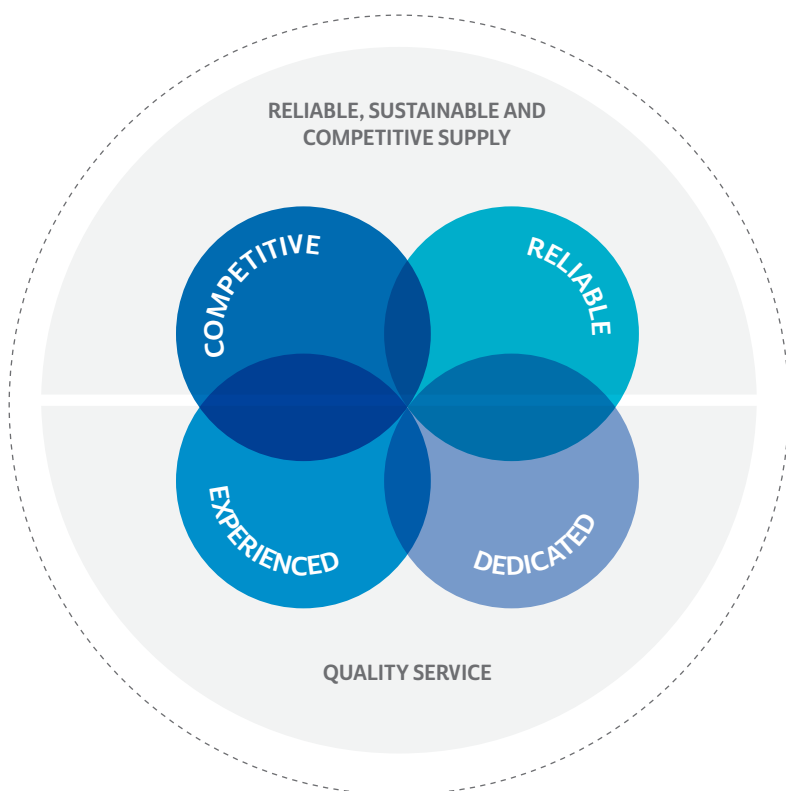 RELIABLE, SUSTAINABLE AND
COMPETITIVE SUPPLY
COMPETITIVE
RELIABLE
EXPERIENCED
DEDICATED
QUALITY SERVICE